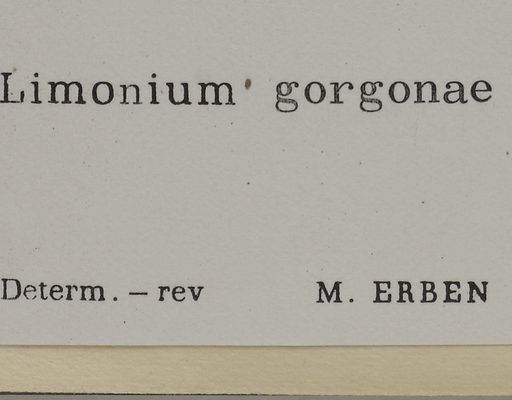 Limonium gorgonae
Determ. – rev M. ERBEN